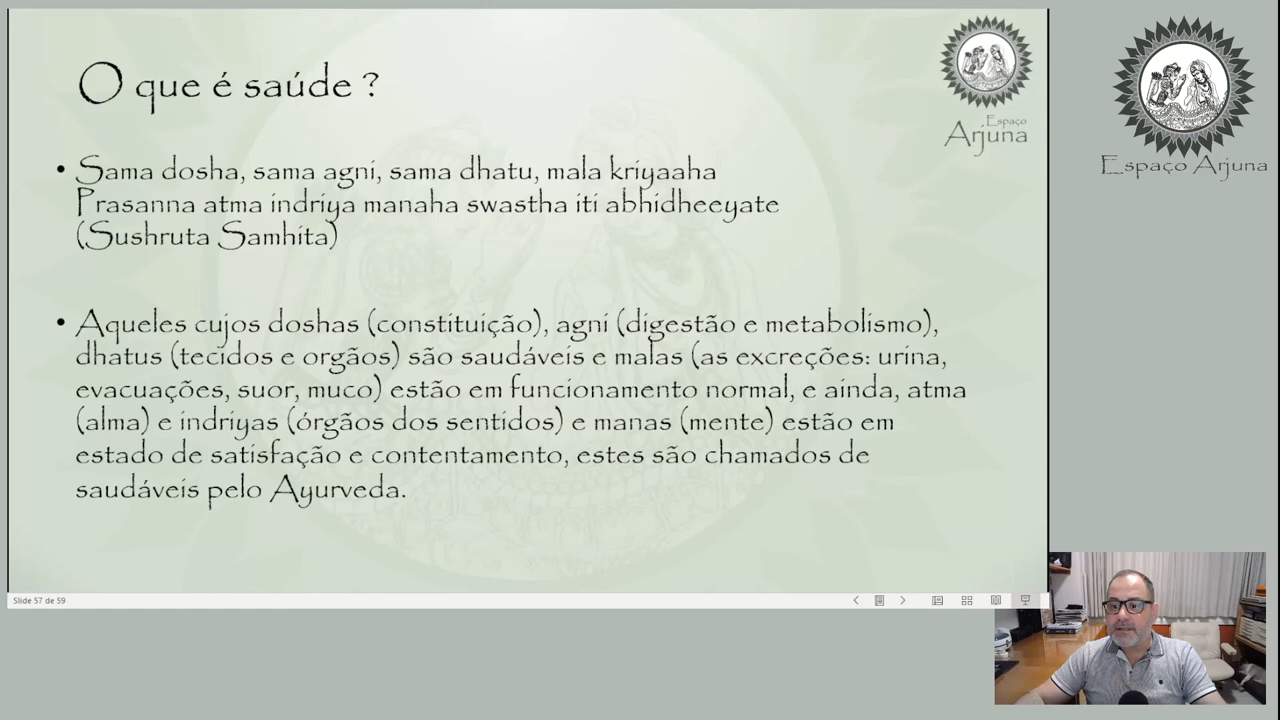 O que é saúde ?
Espaço
Arjuna
Espaço Arjuna
• Sama dosha, sama agni, sama dhatu, mala kriyaaha
Prasanna atma indriya manaha swastha iti abhidheeyate
(Sushruta Samhita)
• Aqueles cujos doshas (constituição), agni (digestão e metabolismo),
dhatus (tecidos e orgãos) são saudáveis e malas (as excreções: urina,
evacuações, suor, muco) estão em funcionamento normal, e ainda, atma
(alma) e indriyas (órgãos dos sentidos) e manas (mente) estão em
estado de satisfação e contentamento, estes são chamados de
saudáveis pelo Ayurveda.
Slide 57 de 59